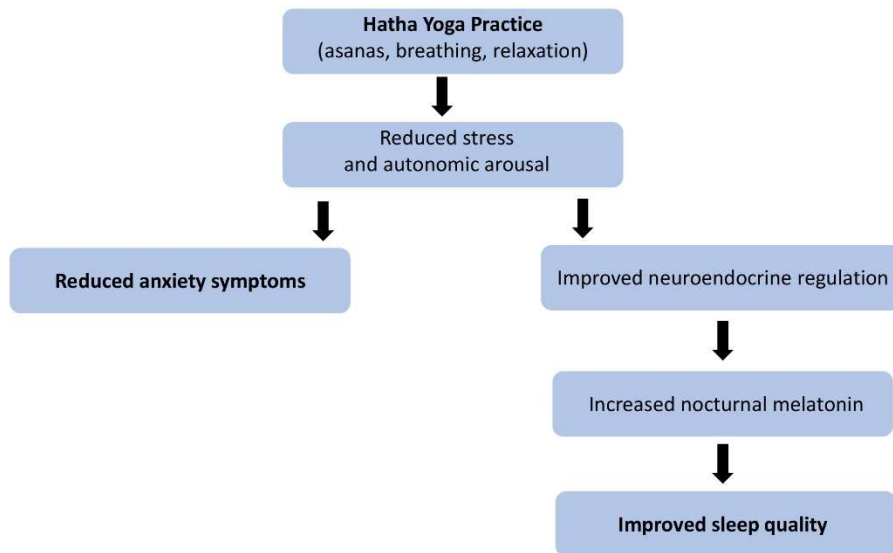 Hatha Yoga Practice
(asanas, breathing, relaxation)
Reduced stress
and autonomic arousal
Reduced anxiety symptoms
Improved neuroendocrine regulation
Increased nocturnal melatonin
Improved sleep quality